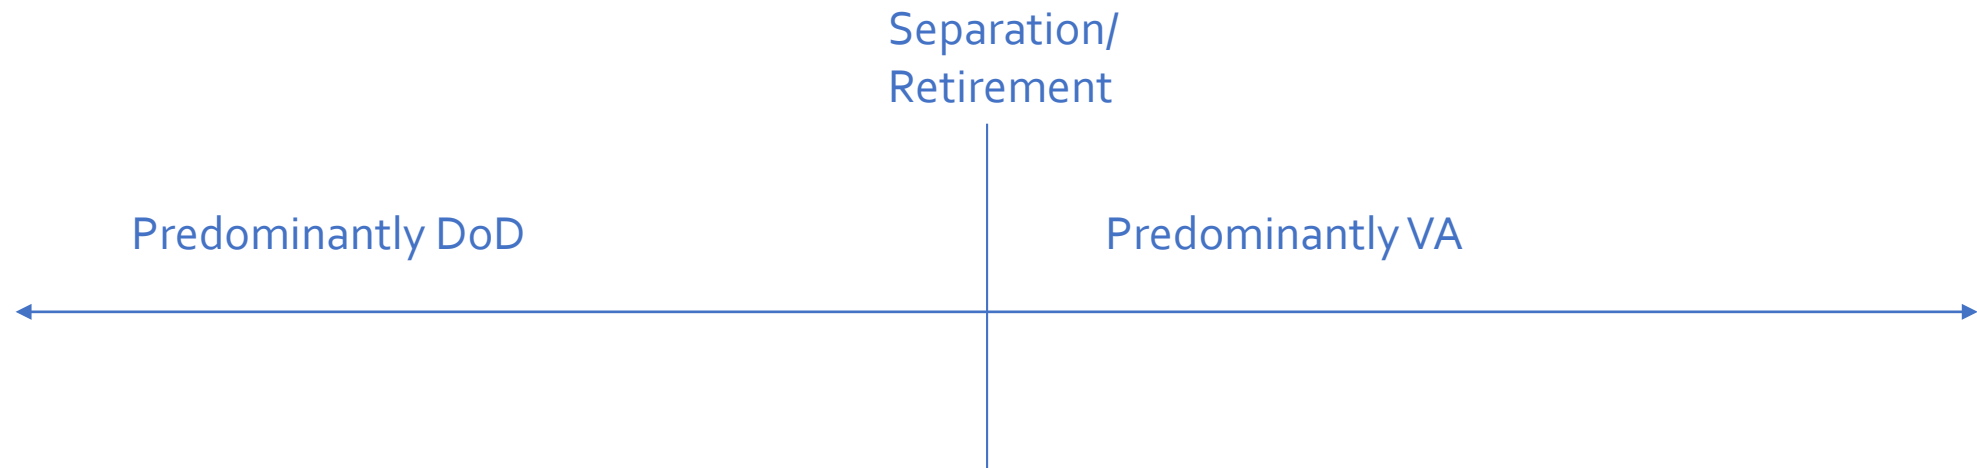 Separation/
Retirement
Predominantly DoD
Predominantly VA